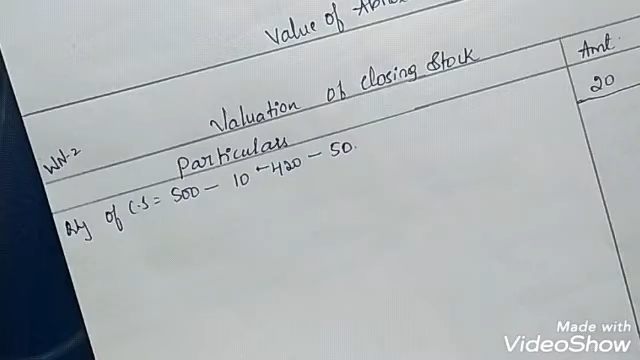 Value of
Valuation of Closing Stock
Amt.
WN-2
Particulars
20
Qty of C.S = 500 - 10 - 420 - 50.
Made with
VideoShow